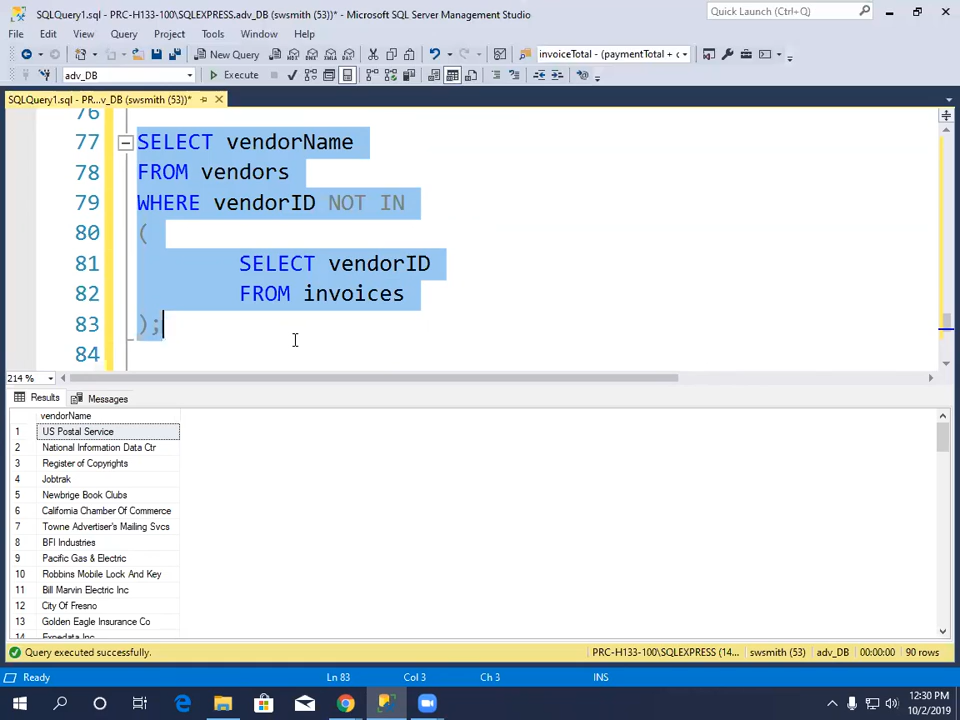 SQLQuery1.sql - PRC-H133-100\SQLEXPRESS.adv_DB (swsmith (53))* - Microsoft SQL Server Management Studio
Quick Launch (Ctrl+Q)
File Edit View Query Project Tools Window Help
New Query
invoiceTotal - (paymentTotal + c
adv_DB
Execute
SQLQuery1.sql - PR...v_DB (swsmith (53))*
76
77 SELECT vendorName
78 FROM vendors
79 WHERE vendorID NOT IN
80 (
81 SELECT vendorID
82 FROM invoices
83 );
84
214 %
Results Messages
vendorName
1 US Postal Service
2 National Information Data Ctr
3 Register of Copyrights
4 Jobtrak
5 Newbrige Book Clubs
6 California Chamber Of Commerce
7 Towne Advertiser's Mailing Svcs
8 BFI Industries
9 Pacific Gas & Electric
10 Robbins Mobile Lock And Key
11 Bill Marvin Electric Inc
12 City Of Fresno
13 Golden Eagle Insurance Co
14 Expedata Inc
Query executed successfully.
PRC-H133-100\SQLEXPRESS (14... swsmith (53) adv_DB 00:00:00 90 rows
Ready Ln 83 Col 3 Ch 3 INS
12:30 PM
10/2/2019